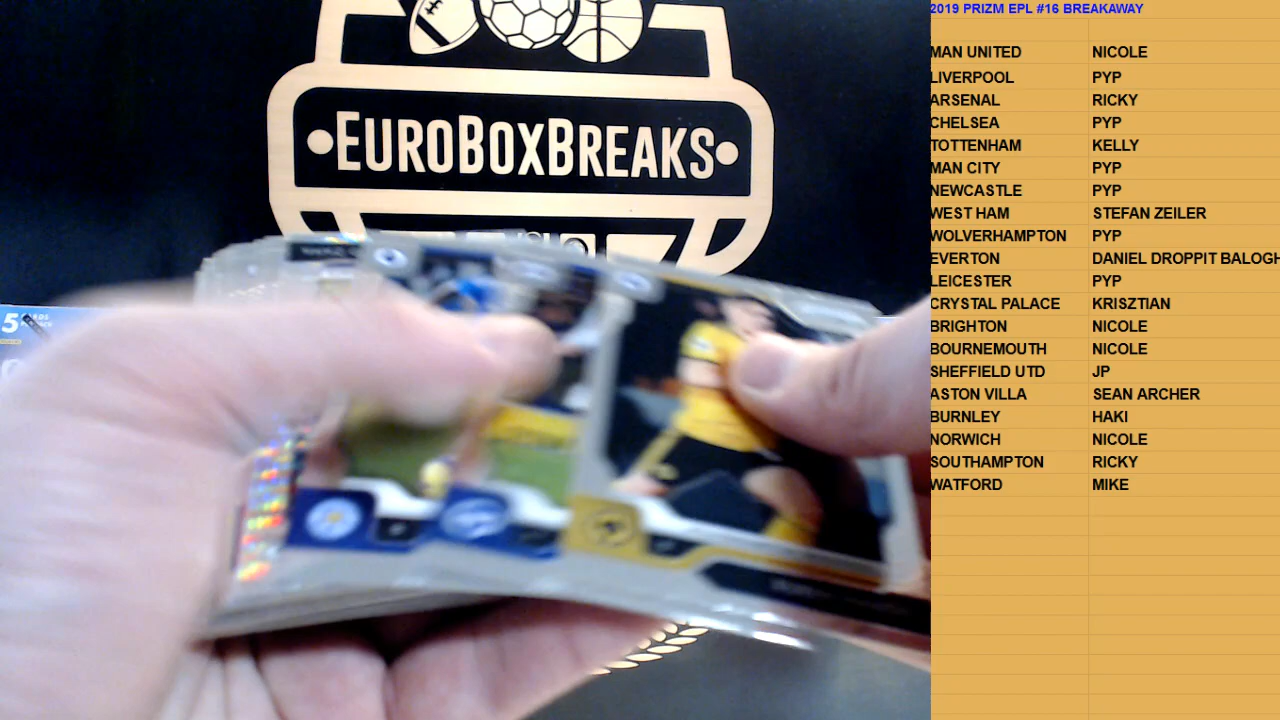 EUROBOXBREAKS
5
2019 PRIZM EPL #16 BREAKAWAY
MAN UNITED NICOLE
LIVERPOOL PYP
ARSENAL RICKY
CHELSEA PYP
TOTTENHAM KELLY
MAN CITY PYP
NEWCASTLE PYP
WEST HAM STEFAN ZEILER
WOLVERHAMPTON PYP
EVERTON DANIEL DROPPIT BALOGH
LEICESTER PYP
CRYSTAL PALACE KRISZTIAN
BRIGHTON NICOLE
BOURNEMOUTH NICOLE
SHEFFIELD UTD JP
ASTON VILLA SEAN ARCHER
BURNLEY HAKI
NORWICH NICOLE
SOUTHAMPTON RICKY
WATFORD MIKE